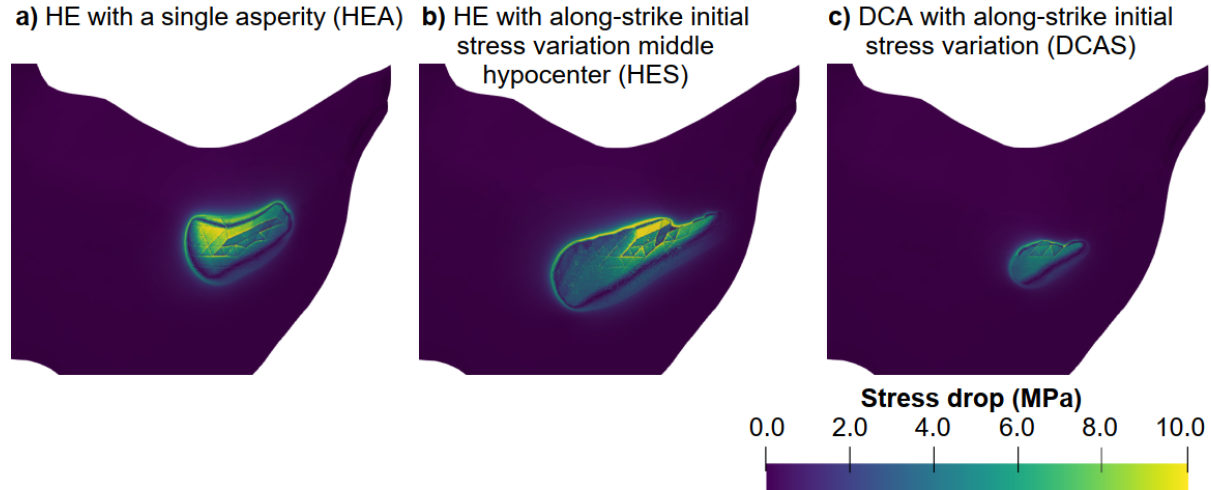 a) HE with a single asperity (HEA)
b) HE with along-strike initial
stress variation middle
hypocenter (HES)
c) DCA with along-strike initial
stress variation (DCAS)
Stress drop (MPa)
0.0 2.0 4.0 6.0 8.0 10.0